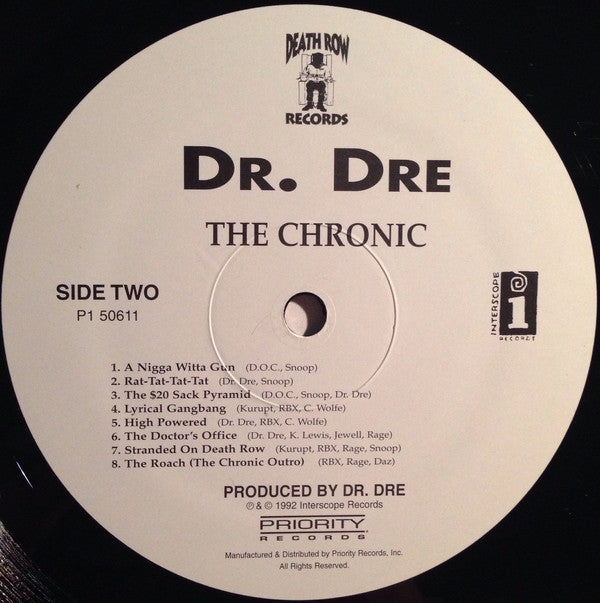 DEATH ROW
RECORDS
DR. DRE
THE CHRONIC
SIDE TWO
P1 50611
INTERSCOPE
i
RECORDS
1. A Nigga Witta Gun (D.O.C., Snoop)
2. Rat-Tat-Tat-Tat (Dr. Dre, Snoop)
3. The $20 Sack Pyramid (D.O.C., Snoop, Dr. Dre)
4. Lyrical Gangbang (Kurupt, RBX, C. Wolfe)
5. High Powered (Dr. Dre, RBX, C. Wolfe)
6. The Doctor's Office (Dr. Dre, K. Lewis, Jewell, Rage)
7. Stranded On Death Row (Kurupt, RBX, Rage, Snoop)
8. The Roach (The Chronic Outro) (RBX, Rage, Daz)
PRODUCED BY DR. DRE
℗ & © 1992 Interscope Records
PRIORITY
RECORDS
Manufactured & Distributed by Priority Records, Inc.
All Rights Reserved.